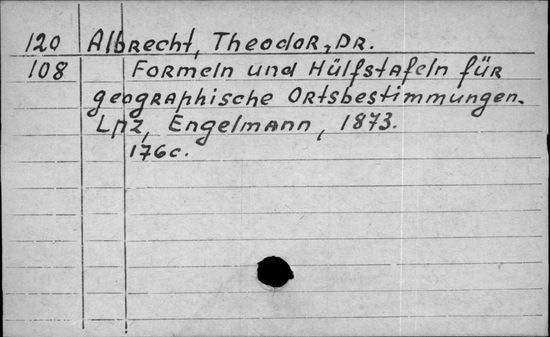 120 Albrecht, Theodor, Dr.
108 Formeln und Hülfstafeln für
geographische Ortsbestimmungen.
Lpz, Engelmann, 1873.
176c.